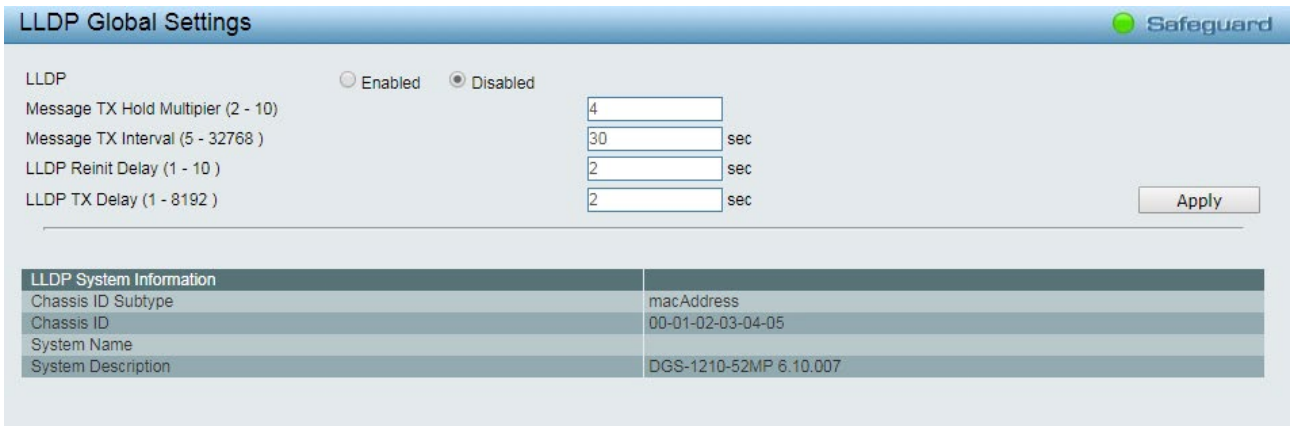 LLDP Global Settings
Safeguard
LLDP Enabled Disabled
Message TX Hold Multipier (2 - 10) 4
Message TX Interval (5 - 32768 ) 30 sec
LLDP Reinit Delay (1 - 10 ) 2 sec
LLDP TX Delay (1 - 8192 ) 2 sec
Apply
LLDP System Information
Chassis ID Subtype macAddress
Chassis ID 00-01-02-03-04-05
System Name
System Description DGS-1210-52MP 6.10.007